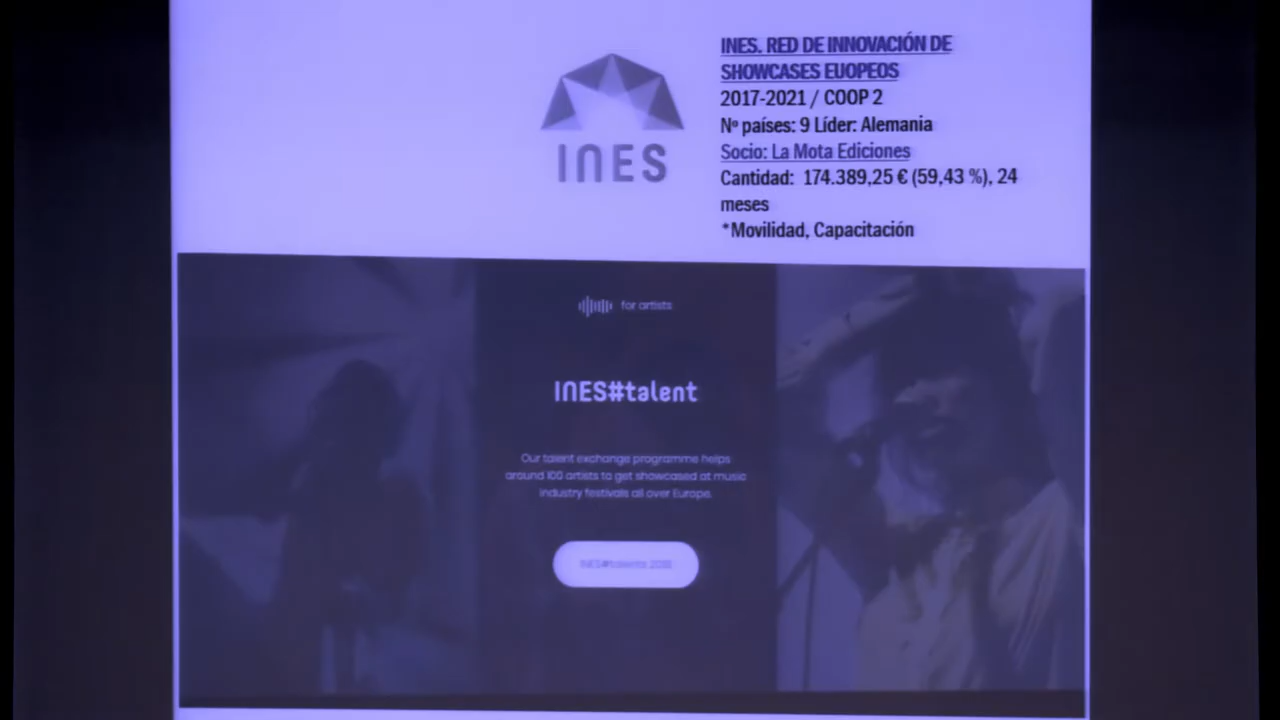 INES
INES. RED DE INNOVACIÓN DE
SHOWCASES EUOPEOS
2017-2021 / COOP 2
Nº países: 9 Líder: Alemania
Socio: La Mota Ediciones
Cantidad: 174.389,25 € (59,43 %), 24
meses
*Movilidad, Capacitación
for artists
INES#talent
Our talent exchange programme helps
around 100 artists to get showcased at music
industry festivals all over Europe.
INES#talents